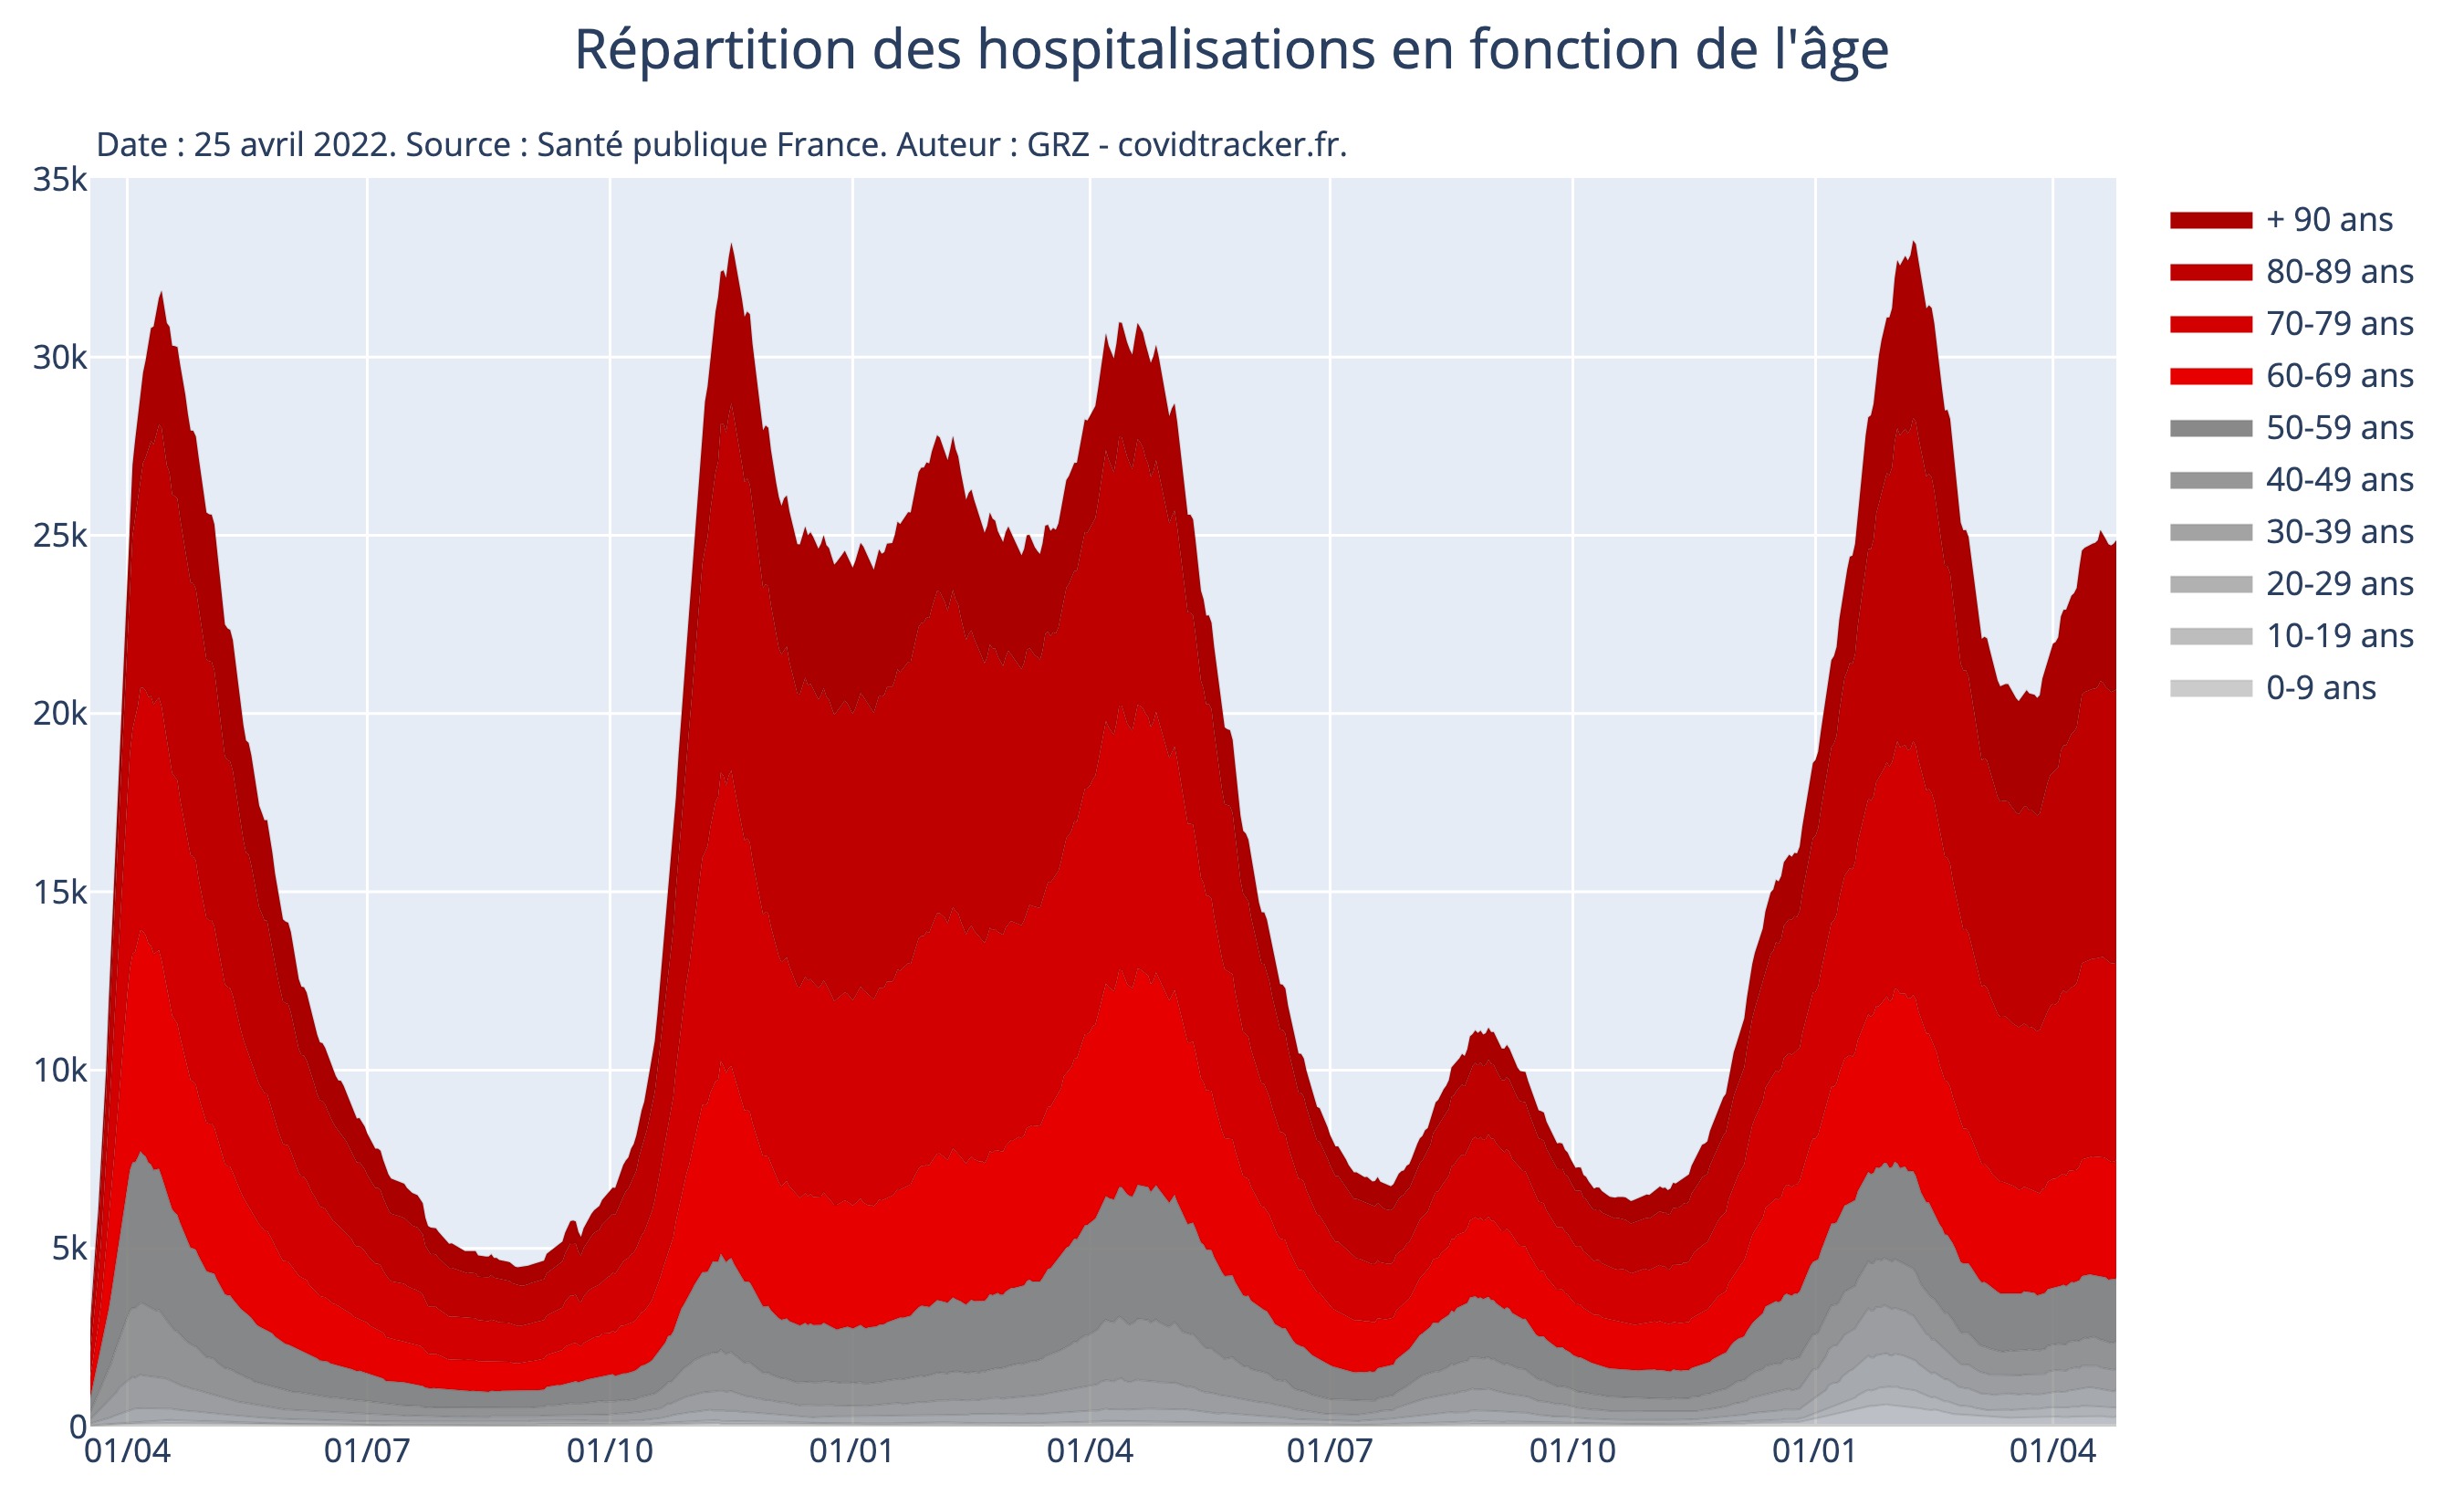 Répartition des hospitalisations en fonction de l'âge
Date : 25 avril 2022. Source : Santé publique France. Auteur : GRZ - covidtracker.fr.
35k
30k
25k
20k
15k
10k
5k
0
01/04 01/07 01/10 01/01 01/04 01/07 01/10 01/01 01/04
+ 90 ans
80-89 ans
70-79 ans
60-69 ans
50-59 ans
40-49 ans
30-39 ans
20-29 ans
10-19 ans
0-9 ans